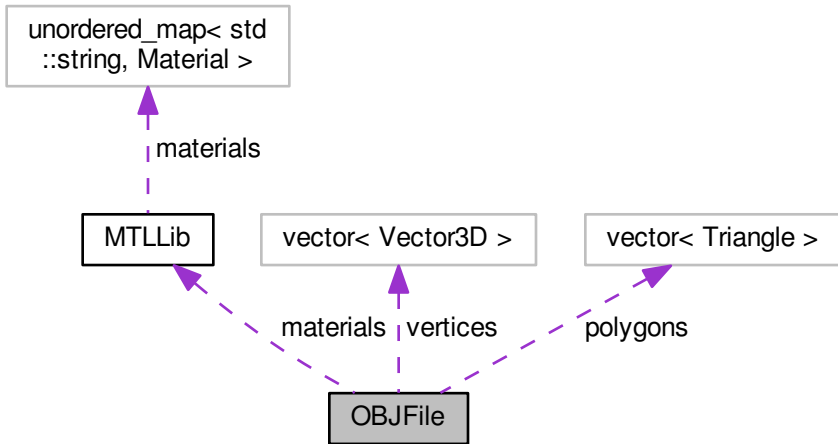 unordered_map< std
::string, Material >
materials
MTLLib
vector< Vector3D >
vector< Triangle >
materials
vertices
polygons
OBJFile